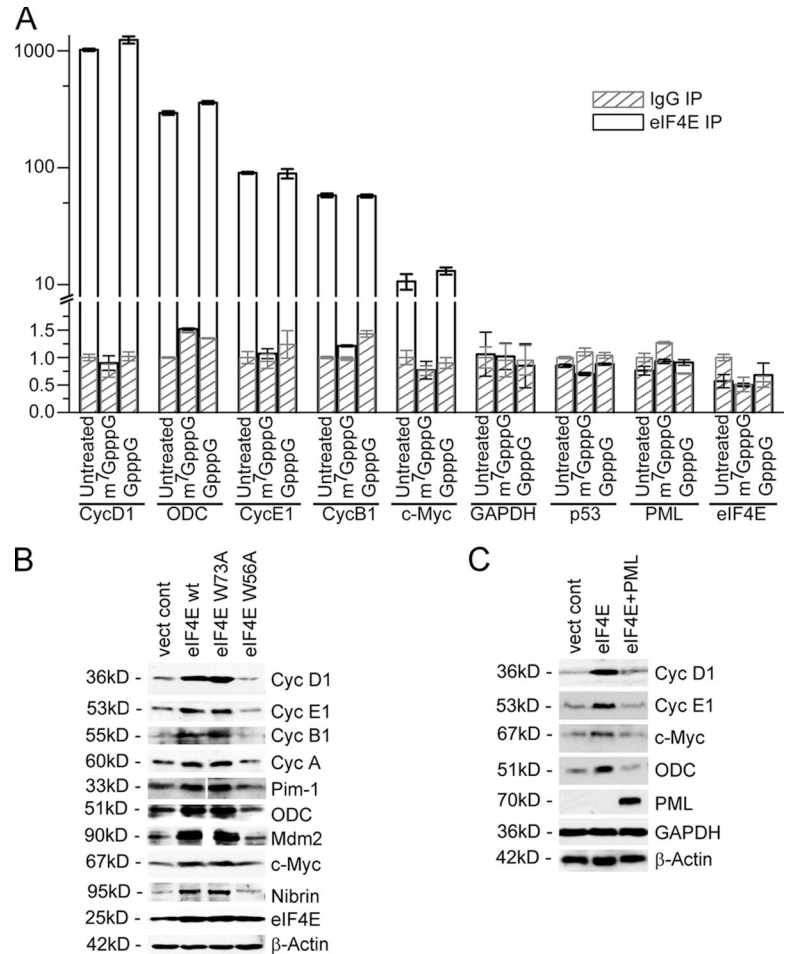 A
1000
100
10
1.5
1.0
0.5
0.0
IgG IP
eIF4E IP
Untreated m⁷GpppG GpppG
Untreated m⁷GpppG GpppG
Untreated m⁷GpppG GpppG
Untreated m⁷GpppG GpppG
Untreated m⁷GpppG GpppG
Untreated m⁷GpppG GpppG
Untreated m⁷GpppG GpppG
Untreated m⁷GpppG GpppG
Untreated m⁷GpppG GpppG
CycD1 ODC CycE1 CycB1 c-Myc GAPDH p53 PML eIF4E
B
vect cont
eIF4E wt
eIF4E W73A
eIF4E W56A
36kD - Cyc D1
53kD - Cyc E1
55kD - Cyc B1
60kD - Cyc A
33kD - Pim-1
51kD - ODC
90kD - Mdm2
67kD - c-Myc
95kD - Nibrin
25kD - eIF4E
42kD - β-Actin
C
vect cont
eIF4E
eIF4E+PML
36kD - Cyc D1
53kD - Cyc E1
67kD - c-Myc
51kD - ODC
70kD - PML
36kD - GAPDH
42kD - β-Actin